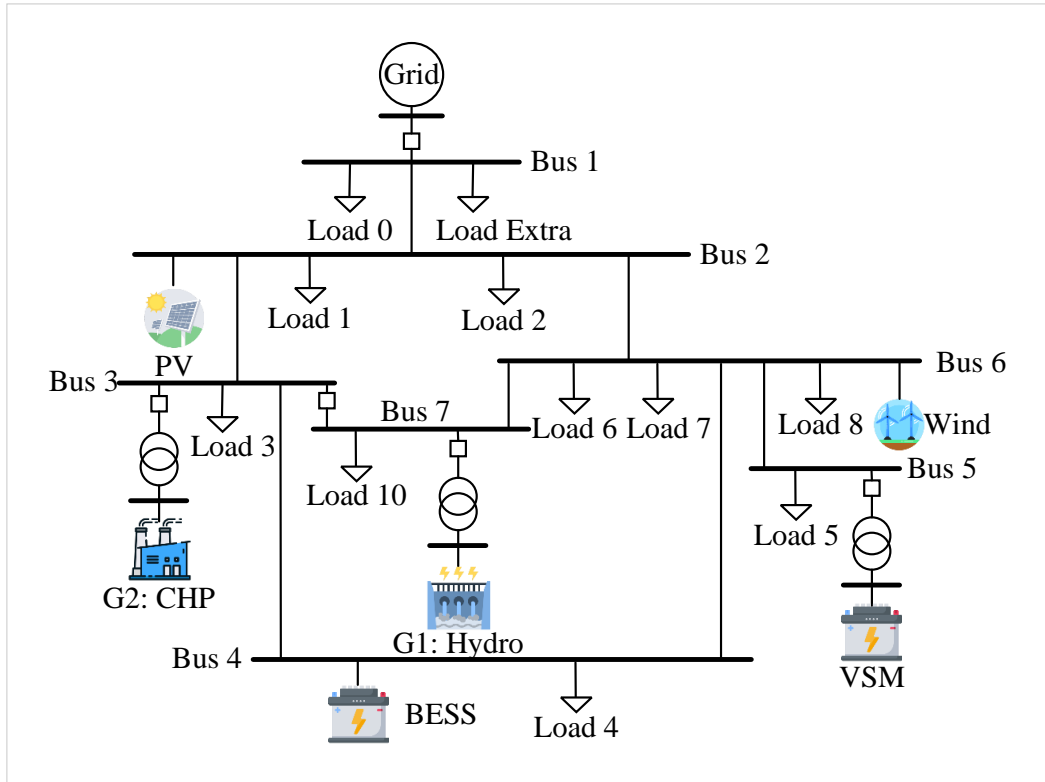 Grid
Bus 1
Load 0
Load Extra
Bus 2
Load 1
Load 2
PV
Bus 3
Bus 6
Bus 7
Load 3
Load 6
Load 7
Load 8
Wind
Bus 5
Load 10
Load 5
G2: CHP
G1: Hydro
Bus 4
VSM
BESS
Load 4